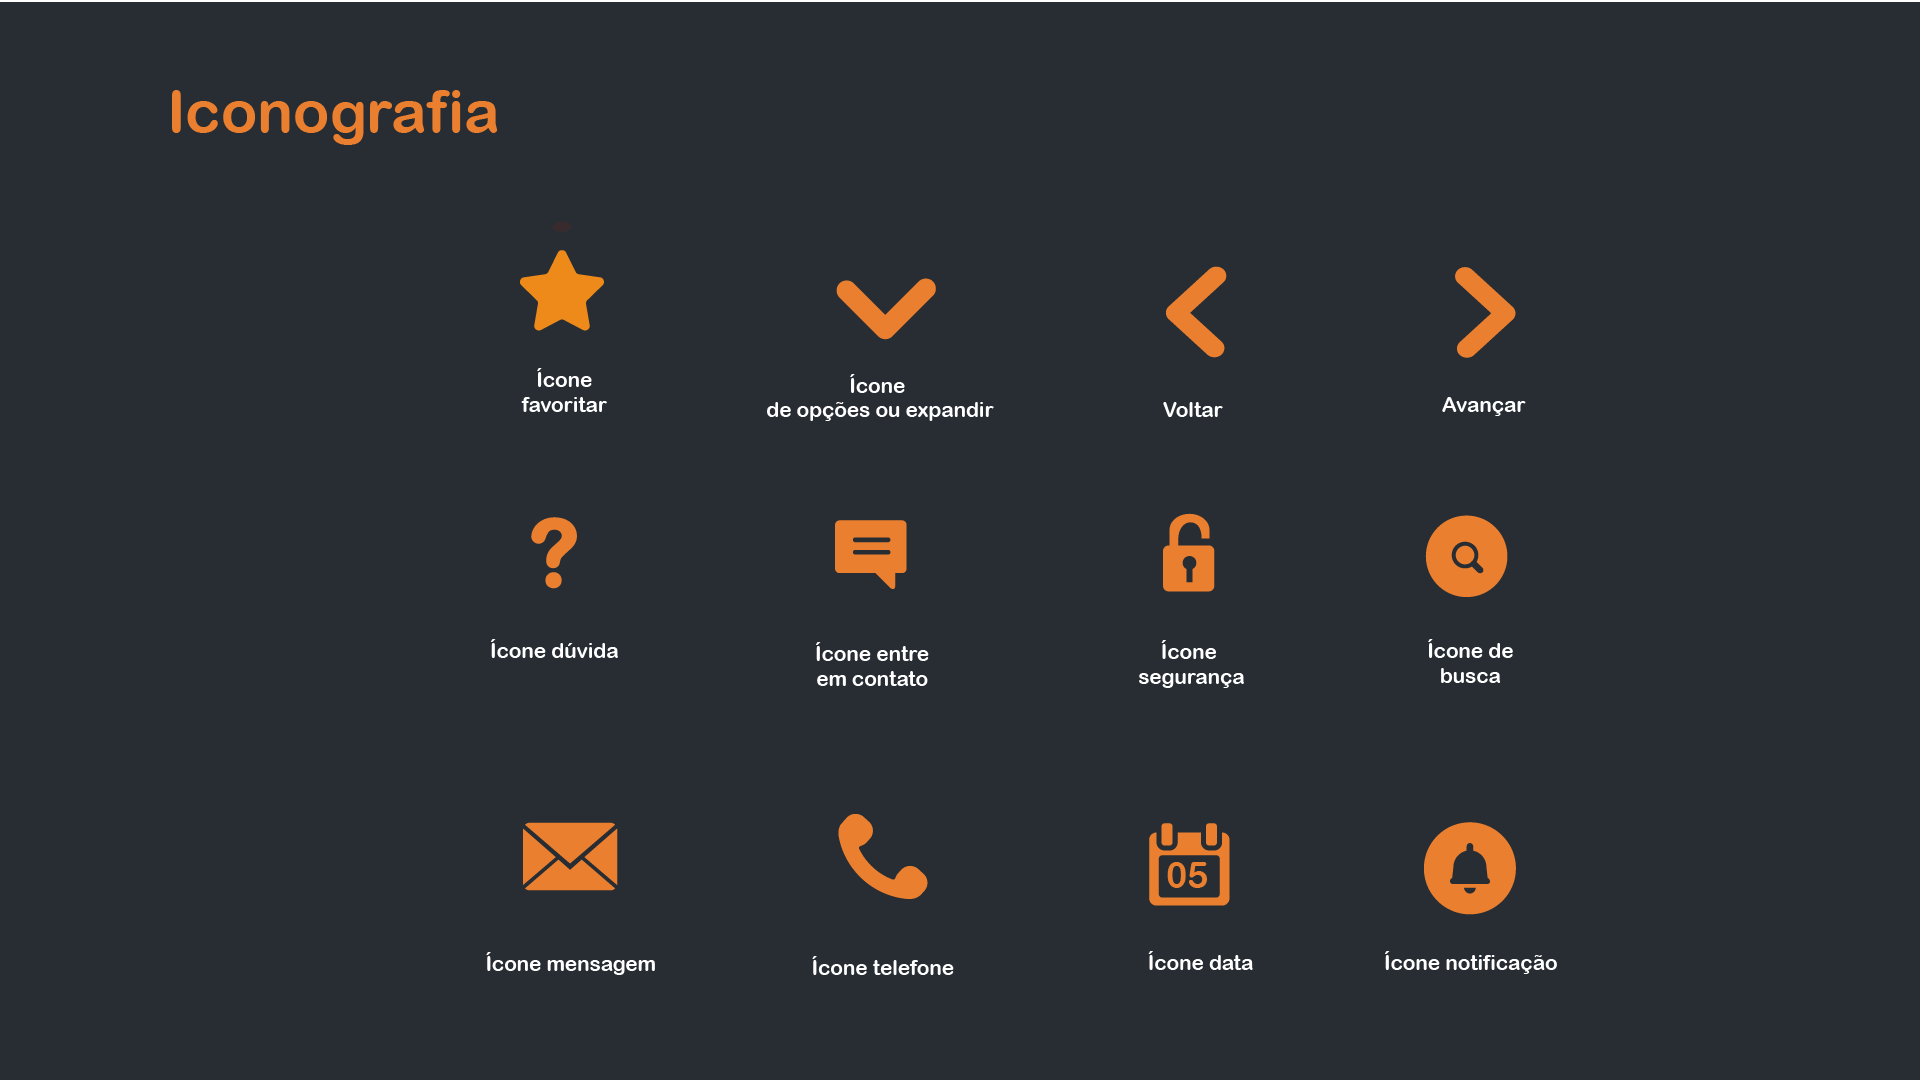 Iconografia
Ícone
favoritar
Ícone
de opções ou expandir
Voltar
Avançar
Ícone dúvida
Ícone entre
em contato
Ícone
segurança
Ícone de
busca
05
Ícone mensagem
Ícone telefone
Ícone data
Ícone notificação